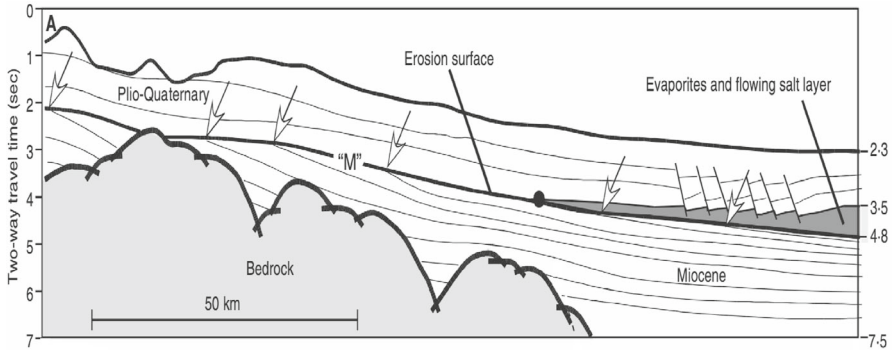 A
0
1
2
3
4
5
6
7
Two-way travel time (sec)
Plio-Quaternary
Erosion surface
Evaporites and flowing salt layer
"M"
Bedrock
Miocene
50 km
2·3
3·5
4·8
7·5